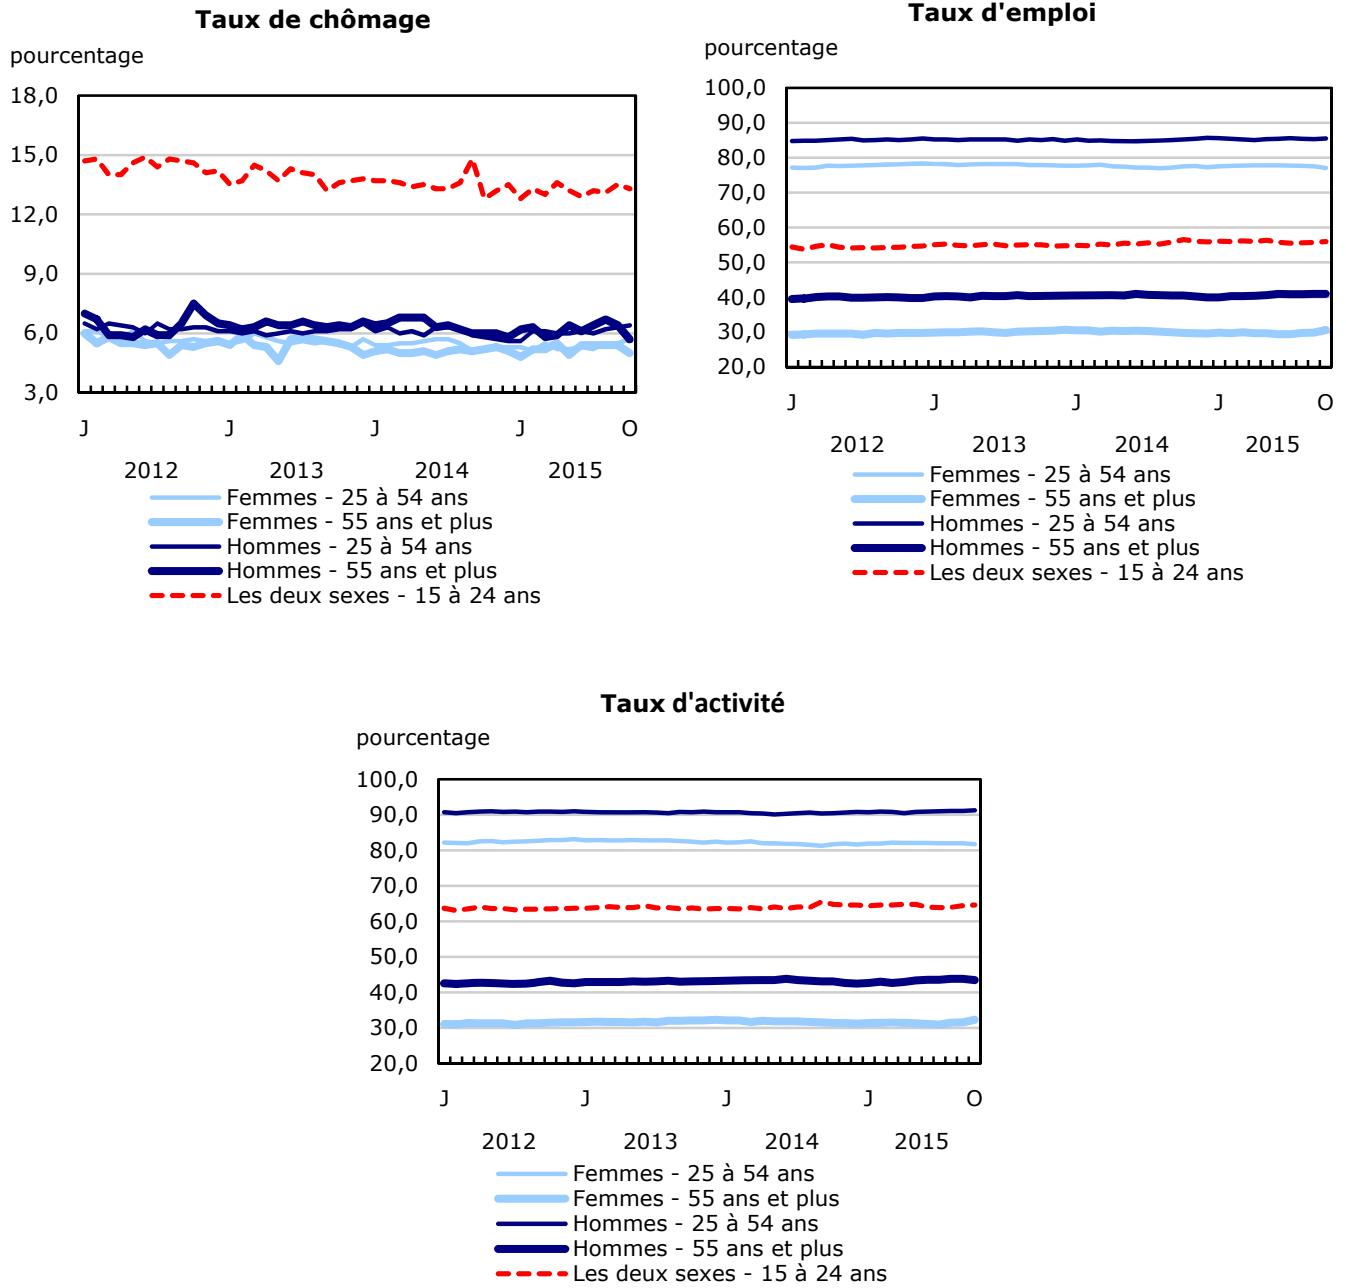 Taux de chômage
pourcentage
18,0
15,0
12,0
9,0
6,0
3,0
J J J J O
2012 2013 2014 2015
Femmes - 25 à 54 ans
Femmes - 55 ans et plus
Hommes - 25 à 54 ans
Hommes - 55 ans et plus
Les deux sexes - 15 à 24 ans
Taux d'emploi
pourcentage
100,0
90,0
80,0
70,0
60,0
50,0
40,0
30,0
20,0
J J J J O
2012 2013 2014 2015
Femmes - 25 à 54 ans
Femmes - 55 ans et plus
Hommes - 25 à 54 ans
Hommes - 55 ans et plus
Les deux sexes - 15 à 24 ans
Taux d'activité
pourcentage
100,0
90,0
80,0
70,0
60,0
50,0
40,0
30,0
20,0
J J J J O
2012 2013 2014 2015
Femmes - 25 à 54 ans
Femmes - 55 ans et plus
Hommes - 25 à 54 ans
Hommes - 55 ans et plus
Les deux sexes - 15 à 24 ans